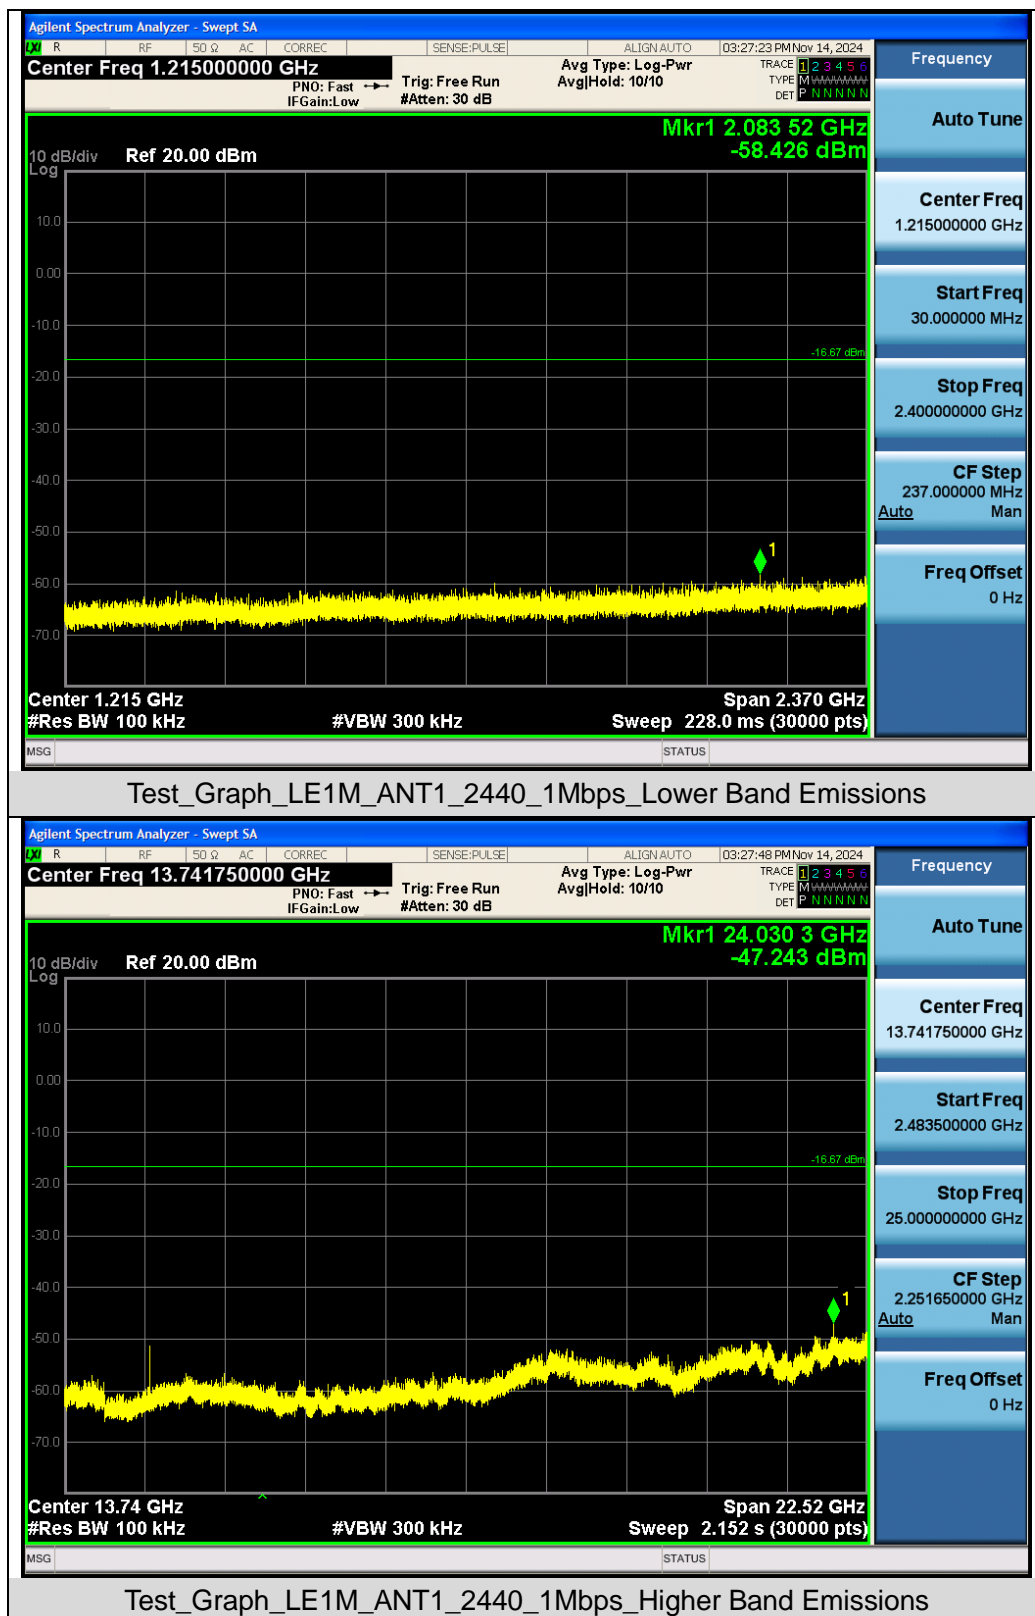 Agilent Spectrum Analyzer - Swept SA
LXI R RF 50 Ω AC CORREC SENSE:PULSE ALIGN AUTO 03:27:23 PM Nov 14, 2024
Center Freq 1.215000000 GHz
PNO: Fast
IFGain:Low
Trig: Free Run
#Atten: 30 dB
Avg Type: Log-Pwr
Avg|Hold: 10/10
TRACE 1 2 3 4 5 6
TYPE M
DET P N N N N N
Mkr1 2.083 52 GHz
-58.426 dBm
10 dB/div Ref 20.00 dBm
Log
10.0
0.00
-10.0
-16.67 dBm
-20.0
-30.0
-40.0
-50.0
1
-60.0
-70.0
Center 1.215 GHz Span 2.370 GHz
#Res BW 100 kHz #VBW 300 kHz Sweep 228.0 ms (30000 pts)
MSG STATUS
Frequency
Auto Tune
Center Freq
1.215000000 GHz
Start Freq
30.000000 MHz
Stop Freq
2.400000000 GHz
CF Step
237.000000 MHz
Auto Man
Freq Offset
0 Hz
Test_Graph_LE1M_ANT1_2440_1Mbps_Lower Band Emissions
Agilent Spectrum Analyzer - Swept SA
LXI R RF 50 Ω AC CORREC SENSE:PULSE ALIGN AUTO 03:27:48 PM Nov 14, 2024
Center Freq 13.741750000 GHz
PNO: Fast
IFGain:Low
Trig: Free Run
#Atten: 30 dB
Avg Type: Log-Pwr
Avg|Hold: 10/10
TRACE 1 2 3 4 5 6
TYPE M
DET P N N N N N
Mkr1 24.030 3 GHz
-47.243 dBm
10 dB/div Ref 20.00 dBm
Log
10.0
0.00
-10.0
-16.67 dBm
-20.0
-30.0
-40.0
1
-50.0
-60.0
-70.0
Center 13.74 GHz Span 22.52 GHz
#Res BW 100 kHz #VBW 300 kHz Sweep 2.152 s (30000 pts)
MSG STATUS
Frequency
Auto Tune
Center Freq
13.741750000 GHz
Start Freq
2.483500000 GHz
Stop Freq
25.000000000 GHz
CF Step
2.251650000 GHz
Auto Man
Freq Offset
0 Hz
Test_Graph_LE1M_ANT1_2440_1Mbps_Higher Band Emissions